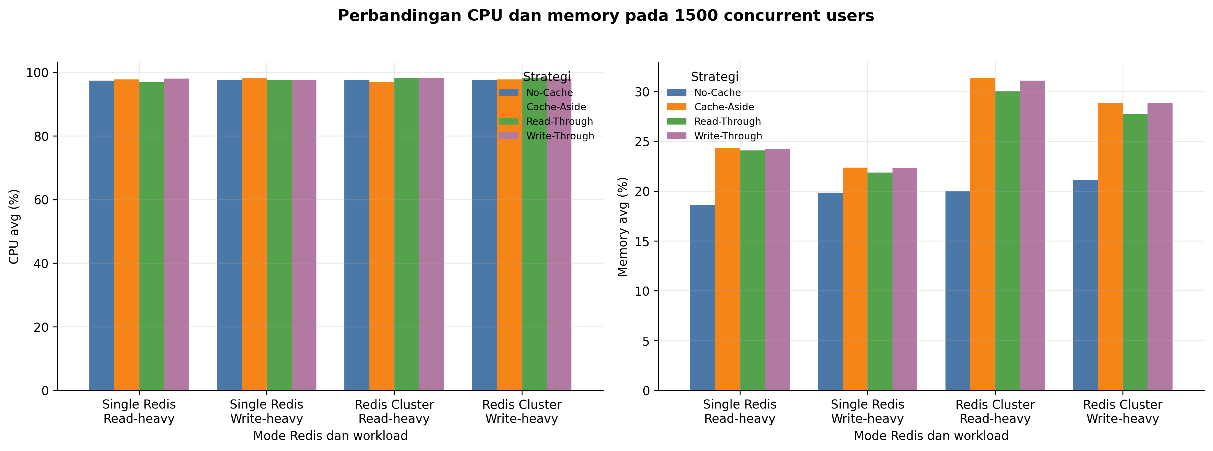 Perbandingan CPU dan memory pada 1500 concurrent users
CPU avg (%)
100
80
60
40
20
0
Strategi
No-Cache
Cache-Aside
Read-Through
Write-Through
Single Redis
Read-heavy
Single Redis
Write-heavy
Redis Cluster
Read-heavy
Redis Cluster
Write-heavy
Mode Redis dan workload
Memory avg (%)
30
25
20
15
10
5
0
Strategi
No-Cache
Cache-Aside
Read-Through
Write-Through
Single Redis
Read-heavy
Single Redis
Write-heavy
Redis Cluster
Read-heavy
Redis Cluster
Write-heavy
Mode Redis dan workload